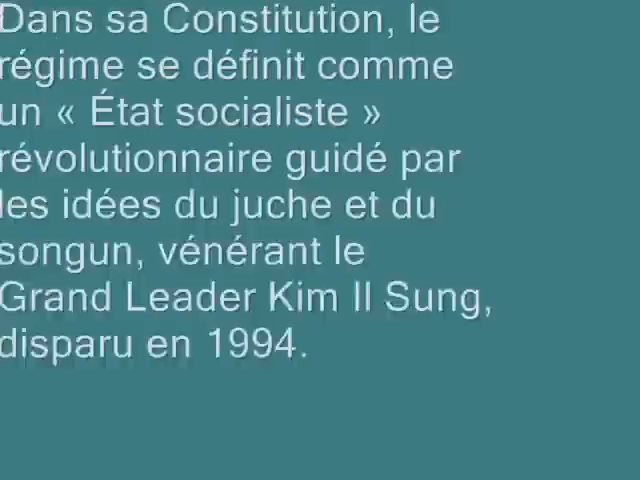 Dans sa Constitution, le
régime se définit comme
un « État socialiste »
révolutionnaire guidé par
les idées du juche et du
songun, vénérant le
Grand Leader Kim Il Sung,
disparu en 1994.